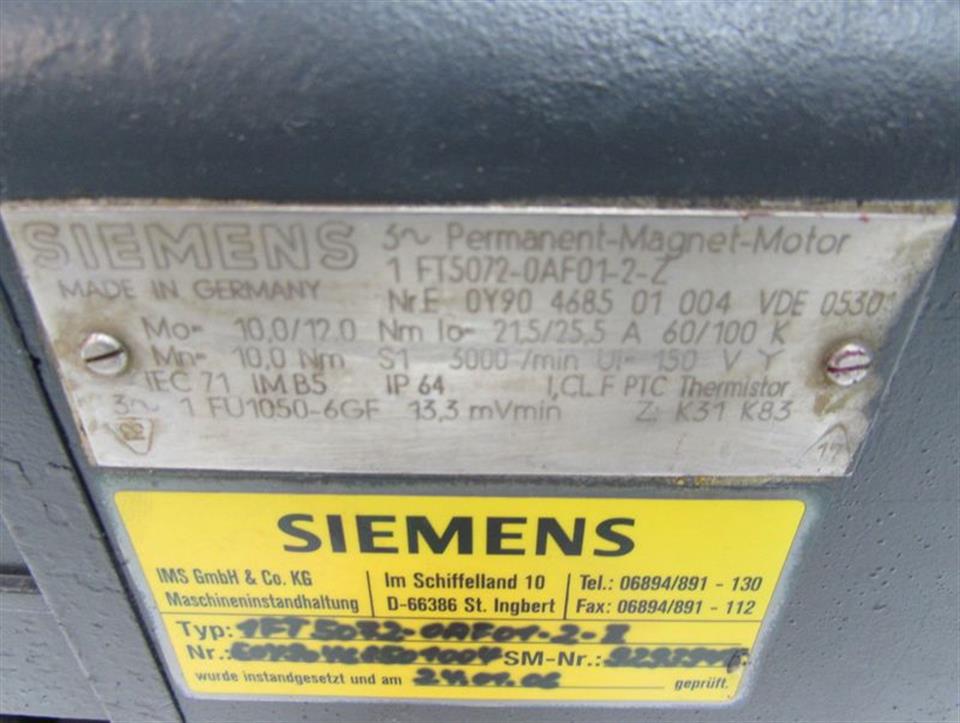 SIEMENS 3~ Permanent-Magnet-Motor
1 FT5072-0AF01-2-Z
MADE IN GERMANY NrE 0Y90 4685 01 004 VDE 0530
Mo= 10,0/12.0 Nm Io= 21,5/25,5 A 60/100 K
Mn= 10,0 Nm S1 3000 /min UI= 150 V Y
IEC 71 IM B5 IP 64 I,CL.F PTC Thermistor
3~ 1 FU1050-6GF 13,3 mVmin Z: K31 K83
SIEMENS
IMS GmbH & Co. KG Im Schiffelland 10 Tel.: 06894/891 - 130
Maschineninstandhaltung D-66386 St. Ingbert Fax: 06894/891 - 112
Typ: 1FT5072-0AF01-2-Z
Nr.: SM-Nr.:
wurde instandgesetzt und am 24.01.06 geprüft.